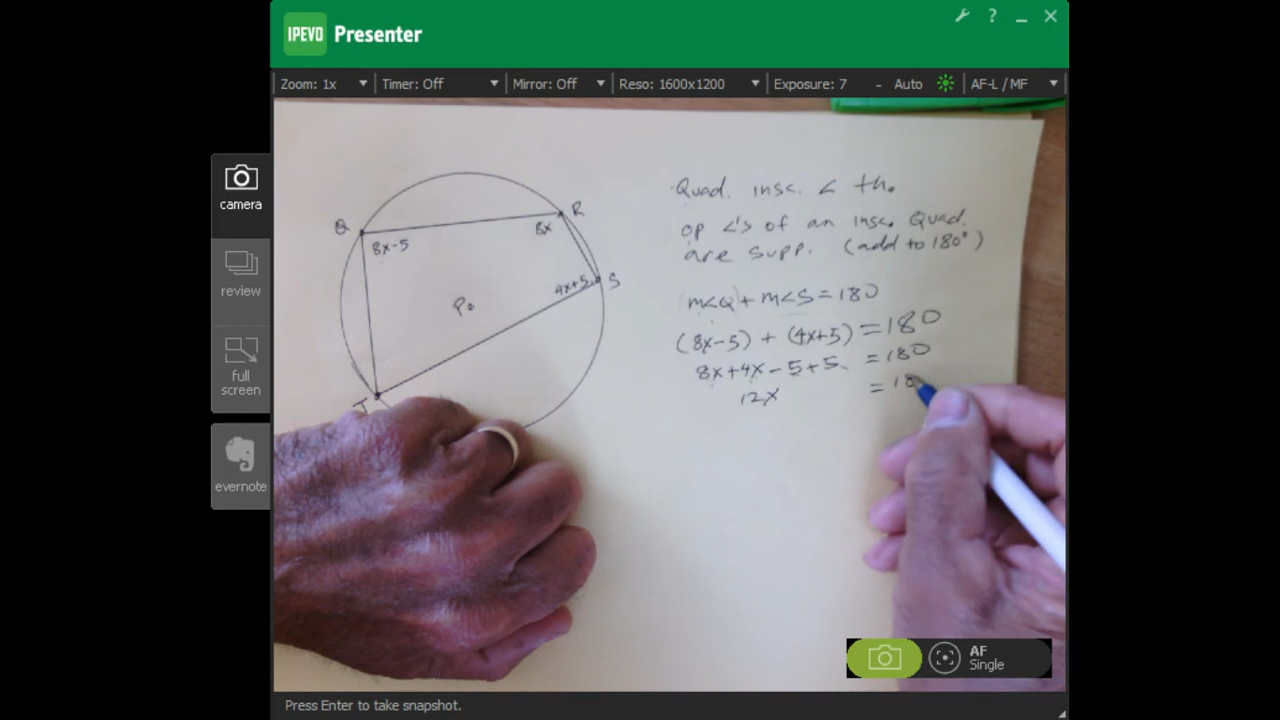 IPEVO Presenter
Zoom: 1x Timer: Off Mirror: Off Reso: 1600x1200 Exposure: 7 - Auto AF-L / MF
camera
review
full
screen
evernote
Q
R
8x-5
8x
4x+5
S
P
T
Quad. insc. < th.
op <'s of an insc. Quad.
are supp. (add to 180°)
m<Q + m<S = 180
(8x-5) + (4x+5) = 180
8x+4x-5+5 = 180
12x = 18
AF
Single
Press Enter to take snapshot.